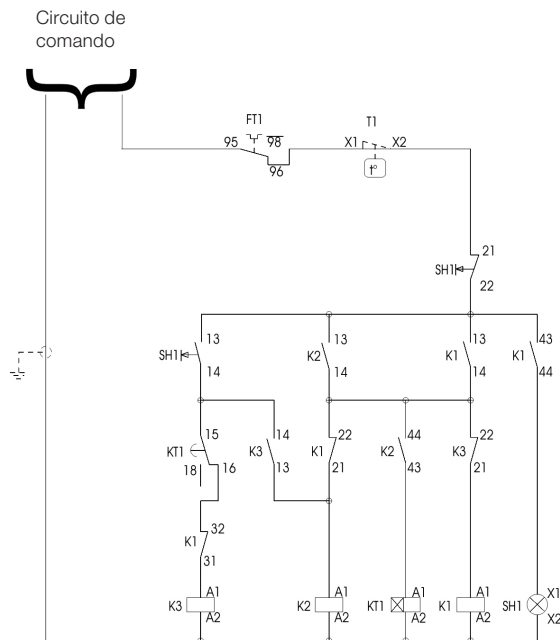 Circuito de
comando
FT1
T1
95
98
X1
X2
96
t°
21
SH1
22
13
13
13
43
SH1
K2
K1
K1
14
14
14
44
15
14
22
44
22
KT1
K3
K1
K2
K3
18
16
13
21
43
21
32
K1
31
A1
A1
A1
A1
X1
K3
K2
KT1
K1
SH1
A2
A2
A2
A2
X2